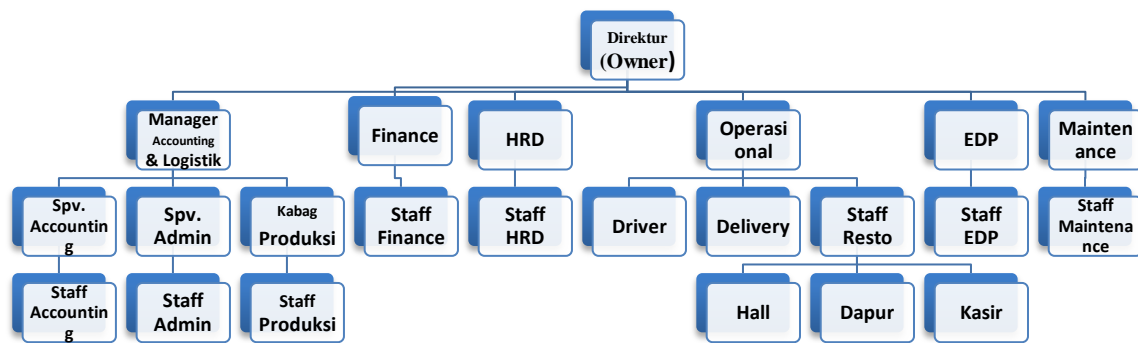 Direktur
(Owner)
Manager
Accounting
& Logistik
Finance
HRD
Operasi
onal
EDP
Mainten
ance
Spv.
Accountin
g
Spv.
Admin
Kabag
Produksi
Staff
Finance
Staff
HRD
Driver
Delivery
Staff
Resto
Staff
EDP
Staff
Maintena
nce
Staff
Accountin
g
Staff
Admin
Staff
Produksi
Hall
Dapur
Kasir